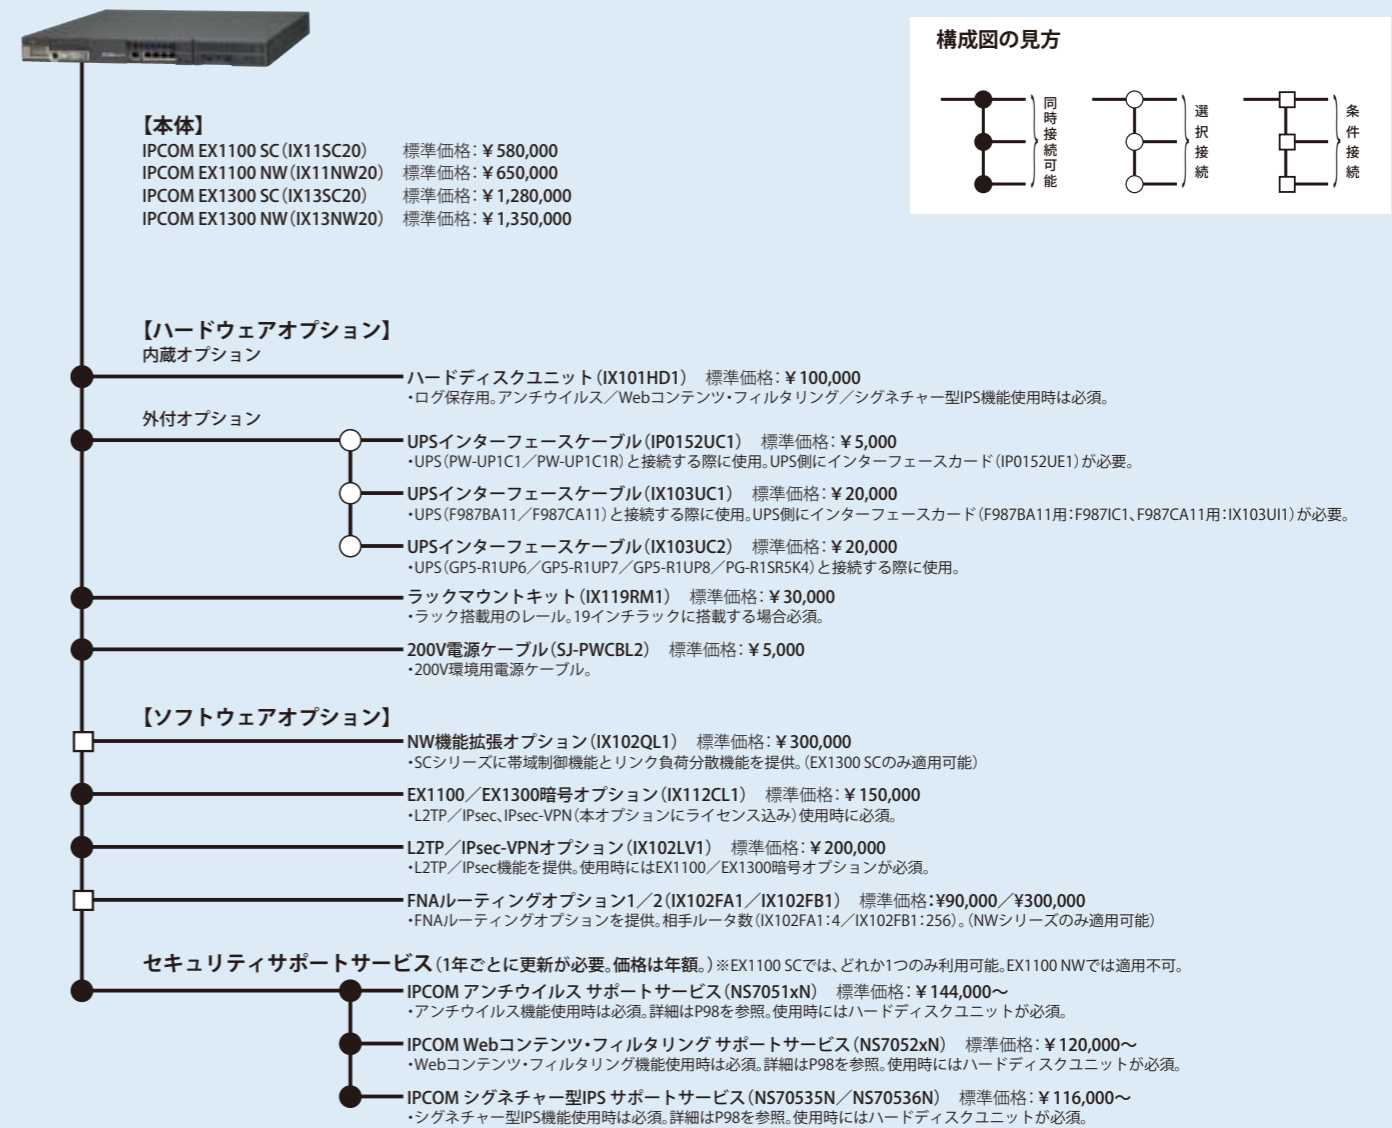 構成図の見方
同時接続可能
選択接続
条件接続
【本体】
IPCOM EX1100 SC（IX11SC20） 標準価格：￥580,000
IPCOM EX1100 NW（IX11NW20） 標準価格：￥650,000
IPCOM EX1300 SC（IX13SC20） 標準価格：￥1,280,000
IPCOM EX1300 NW（IX13NW20） 標準価格：￥1,350,000
【ハードウェアオプション】
内蔵オプション
ハードディスクユニット（IX101HD1） 標準価格：￥100,000
・ログ保存用。アンチウイルス／Webコンテンツ・フィルタリング／シグネチャー型IPS機能使用時は必須。
外付オプション
UPSインターフェースケーブル（IP0152UC1） 標準価格：￥5,000
・UPS（PW-UP1C1／PW-UP1C1R）と接続する際に使用。UPS側にインターフェースカード（IP0152UE1）が必要。
UPSインターフェースケーブル（IX103UC1） 標準価格：￥20,000
・UPS（F987BA11／F987CA11）と接続する際に使用。UPS側にインターフェースカード（F987BA11用：F987IC1、F987CA11用：IX103UI1）が必要。
UPSインターフェースケーブル（IX103UC2） 標準価格：￥20,000
・UPS（GP5-R1UP6／GP5-R1UP7／GP5-R1UP8／PG-R1SR5K4）と接続する際に使用。
ラックマウントキット（IX119RM1） 標準価格：￥30,000
・ラック搭載用のレール。19インチラックに搭載する場合必須。
200V電源ケーブル（SJ-PWCBL2） 標準価格：￥5,000
・200V環境用電源ケーブル。
【ソフトウェアオプション】
NW機能拡張オプション（IX102QL1） 標準価格：￥300,000
・SCシリーズに帯域制御機能とリンク負荷分散機能を提供。（EX1300 SCのみ適用可能）
EX1100／EX1300暗号オプション（IX112CL1） 標準価格：￥150,000
・L2TP／IPsec、IPsec-VPN（本オプションにライセンス込み）使用時に必須。
L2TP／IPsec-VPNオプション（IX102LV1） 標準価格：￥200,000
・L2TP／IPsec機能を提供。使用時にはEX1100／EX1300暗号オプションが必須。
FNAルーティングオプション1／2（IX102FA1／IX102FB1） 標準価格：¥90,000／¥300,000
・FNAルーティングオプションを提供。相手ルータ数（IX102FA1：4／IX102FB1：256）。（NWシリーズのみ適用可能）
セキュリティサポートサービス（1年ごとに更新が必要。価格は年額。）※EX1100 SCでは、どれか1つのみ利用可能。EX1100 NWでは適用不可。
IPCOM アンチウイルス サポートサービス（NS7051xN） 標準価格：￥144,000〜
・アンチウイルス機能使用時は必須。詳細はP98を参照。使用時にはハードディスクユニットが必須。
IPCOM Webコンテンツ・フィルタリング サポートサービス（NS7052xN） 標準価格：￥120,000〜
・Webコンテンツ・フィルタリング機能使用時は必須。詳細はP98を参照。使用時にはハードディスクユニットが必須。
IPCOM シグネチャー型IPS サポートサービス（NS70535N／NS70536N） 標準価格：￥116,000〜
・シグネチャー型IPS機能使用時は必須。詳細はP98を参照。使用時にはハードディスクユニットが必須。